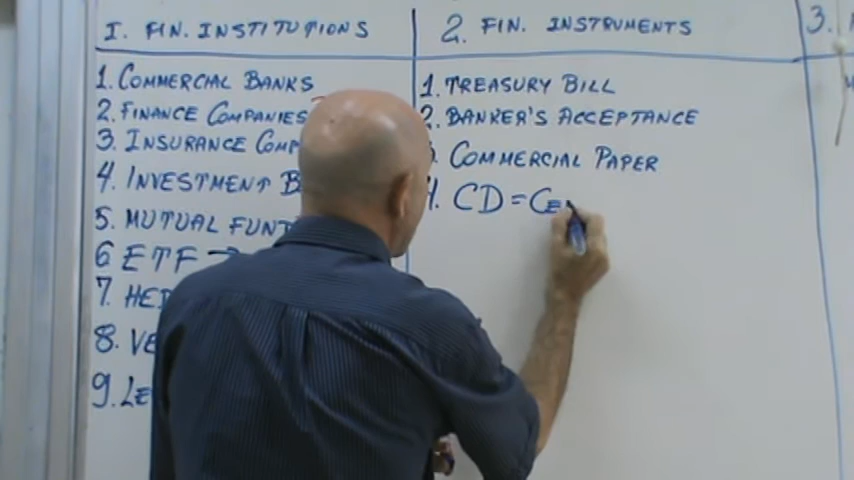 I. FIN. INSTITUTIONS
1. COMMERCIAL BANKS
2. FINANCE COMPANIES
3. INSURANCE COMP
4. INVESTMENT B
5. MUTUAL FUN
6 ETF →
7. HED
8. VE
9. LE
2. FIN. INSTRUMENTS
1. TREASURY BILL
2. BANKER'S ACCEPTANCE
3. COMMERCIAL PAPER
4. CD = CE
3.